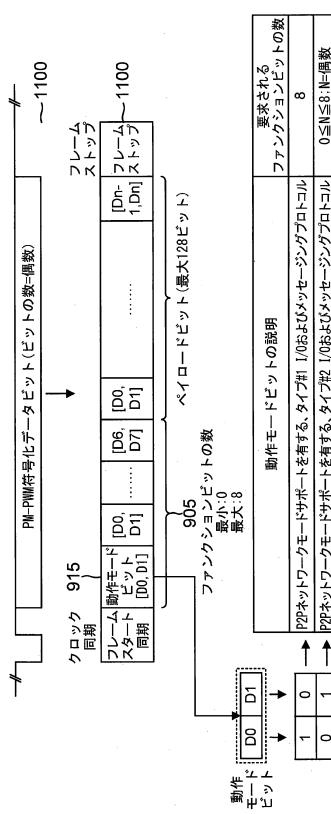 PM-PWM符号化データビット(ビットの数=偶数)
1100
クロック
同期
915
フレーム
ストップ
フレーム
スタート
同期
動作モード
ビット
[D0, D1]
[D0,
D1]
………
[D6,
D7]
[D0,
D1]
………
[Dn-
1,Dn]
フレーム
ストップ
1100
905
ファンクションビットの数
最小:0
最大:8
ペイロードビット(最大128ビット)
動作
モード
ビット
D0 D1
動作モードビットの説明
要求される
ファンクションビットの数
1 0 P2Pネットワークモードサポートを有する、タイプ#1 I/Oおよびメッセージングプロトコル 8
0 1 P2Pネットワークモードサポートを有する、タイプ#2 I/Oおよびメッセージングプロトコル 0≦N≦8:N=偶数